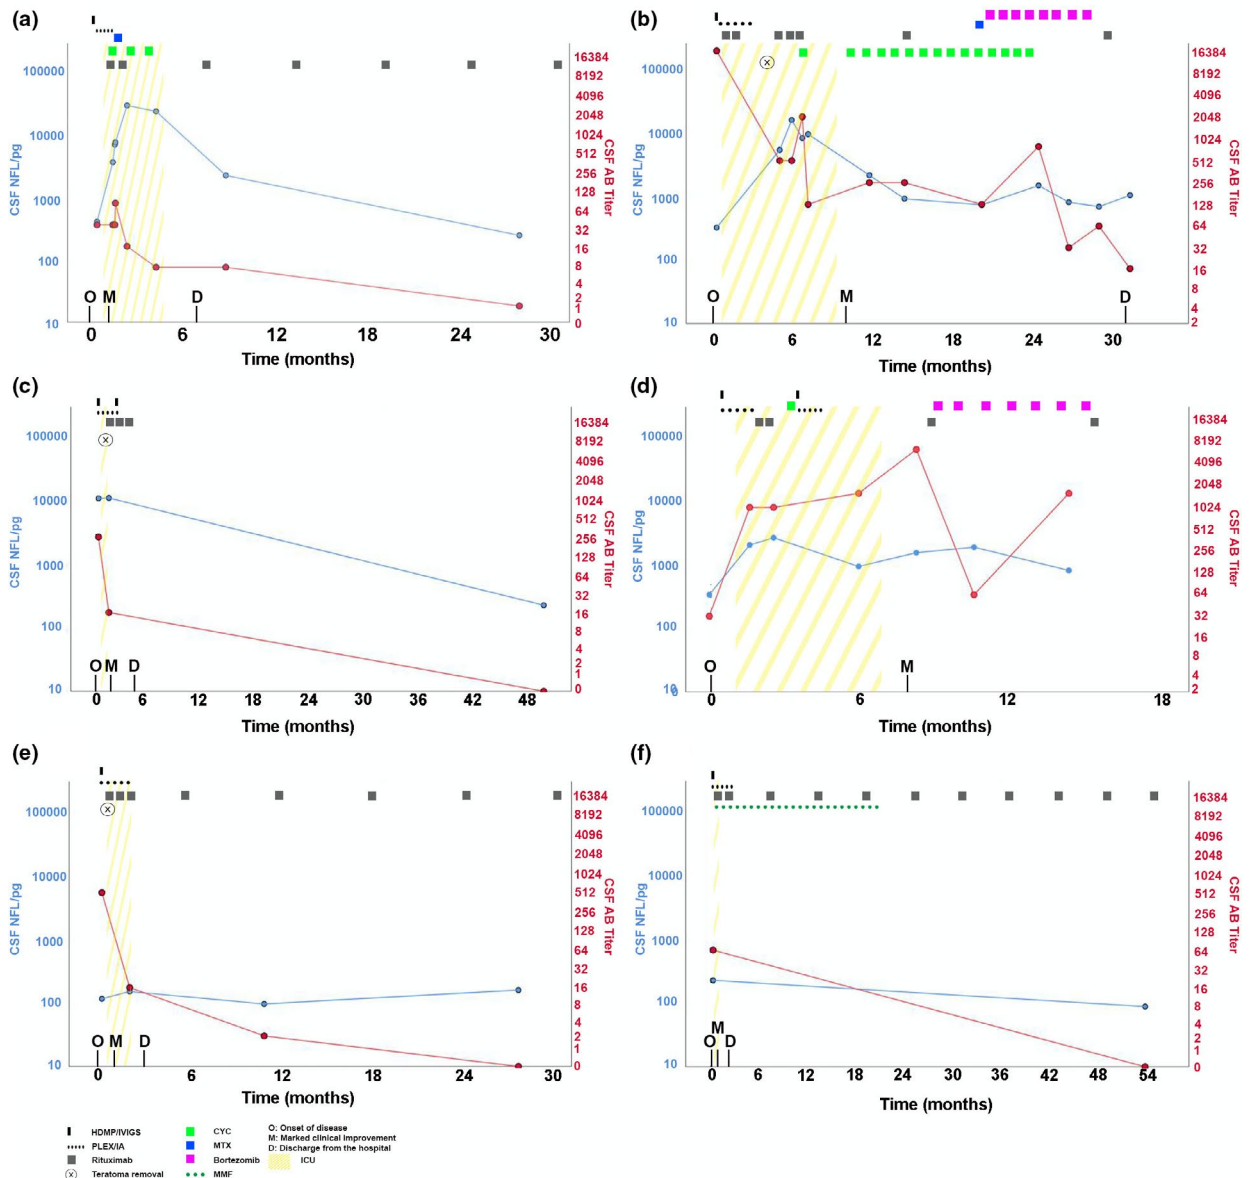 (a)
CSF NFL/pg
100000
10000
1000
100
10
16384
8192
4096
2048
1024
512
256
128
64
32
16
8
4
2
1
0
CSF AB Titer
O M D
0 6 12 18 24 30
Time (months)
(b)
CSF NFL/pg
100000
10000
1000
100
10
16384
8192
4096
2048
1024
512
256
128
64
32
16
8
4
2
CSF AB Titer
O M D
0 6 12 18 24 30
Time (months)
(c)
CSF NFL/pg
100000
10000
1000
100
10
16384
8192
4096
2048
1024
512
256
128
64
32
16
8
4
2
1
0
CSF AB Titer
O M D
0 6 12 18 24 30 36 42 48
Time (months)
(d)
CSF NFL/pg
100000
10000
1000
100
10
0
16384
8192
4096
2048
1024
512
256
128
64
32
16
8
4
2
CSF AB Titer
O M
0 6 12 18
Time (months)
(e)
CSF NFL/pg
100000
10000
1000
100
10
16384
8192
4096
2048
1024
512
256
128
64
32
16
8
4
2
1
0
CSF AB Titer
O M D
0 6 12 18 24 30
Time (months)
(f)
CSF NFL/pg
100000
10000
1000
100
10
16384
8192
4096
2048
1024
512
256
128
64
32
16
8
4
2
1
0
CSF AB Titer
M
O D
0 6 12 18 24 30 36 42 48 54
Time (months)
HDMP/IVIGS
PLEX/IA
Rituximab
Teratoma removal
CYC
MTX
Bortezomib
MMF
O: Onset of disease
M: Marked clinical improvement
D: Discharge from the hospital
ICU